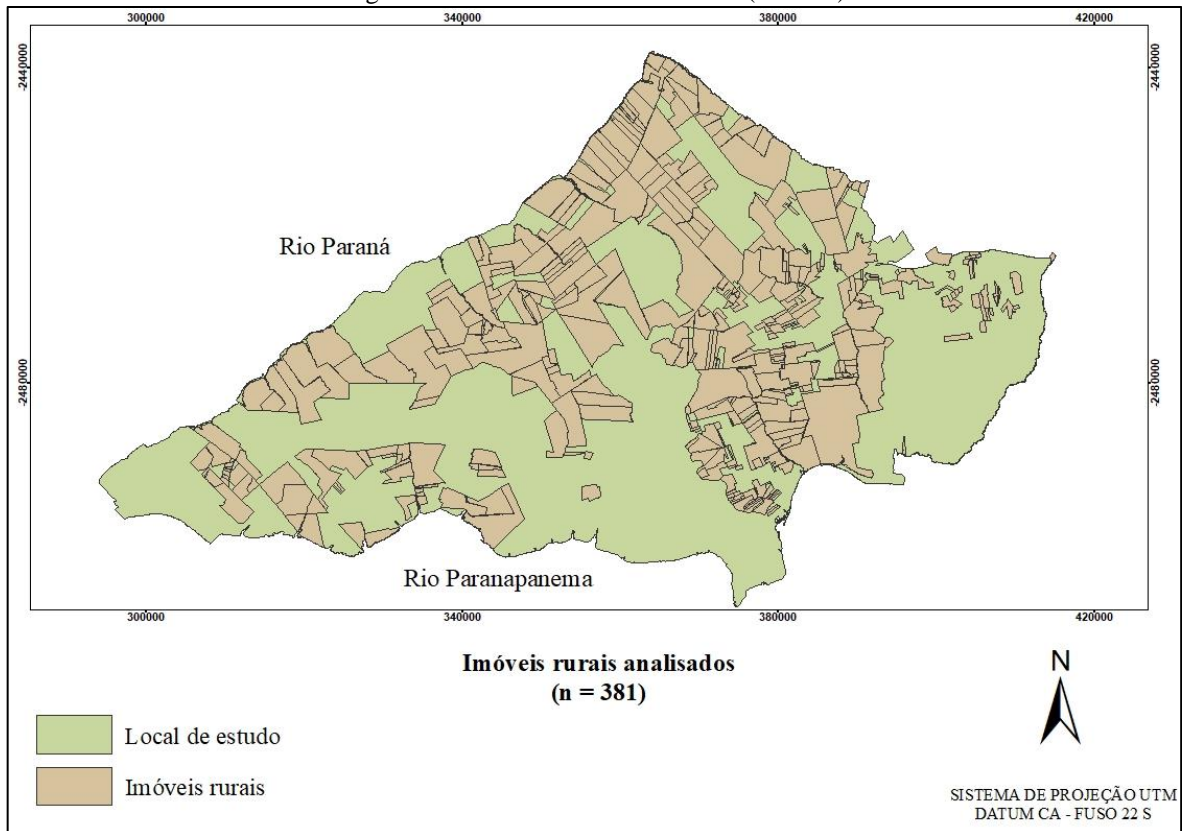 300000
340000
380000
420000
-2440000
-2440000
Rio Paraná
-2480000
-2480000
Rio Paranapanema
300000
340000
380000
420000
Imóveis rurais analisados
(n = 381)
N
Local de estudo
Imóveis rurais
SISTEMA DE PROJEÇÃO UTM
DATUM CA - FUSO 22 S